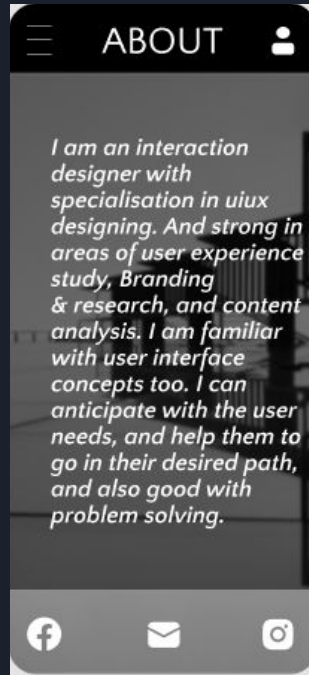 ABOUT
I am an interaction
designer with
specialisation in uiux
designing. And strong in
areas of user experience
study, Branding
& research, and content
analysis. I am familiar
with user interface
concepts too. I can
anticipate with the user
needs, and help them to
go in their desired path,
and also good with
problem solving.